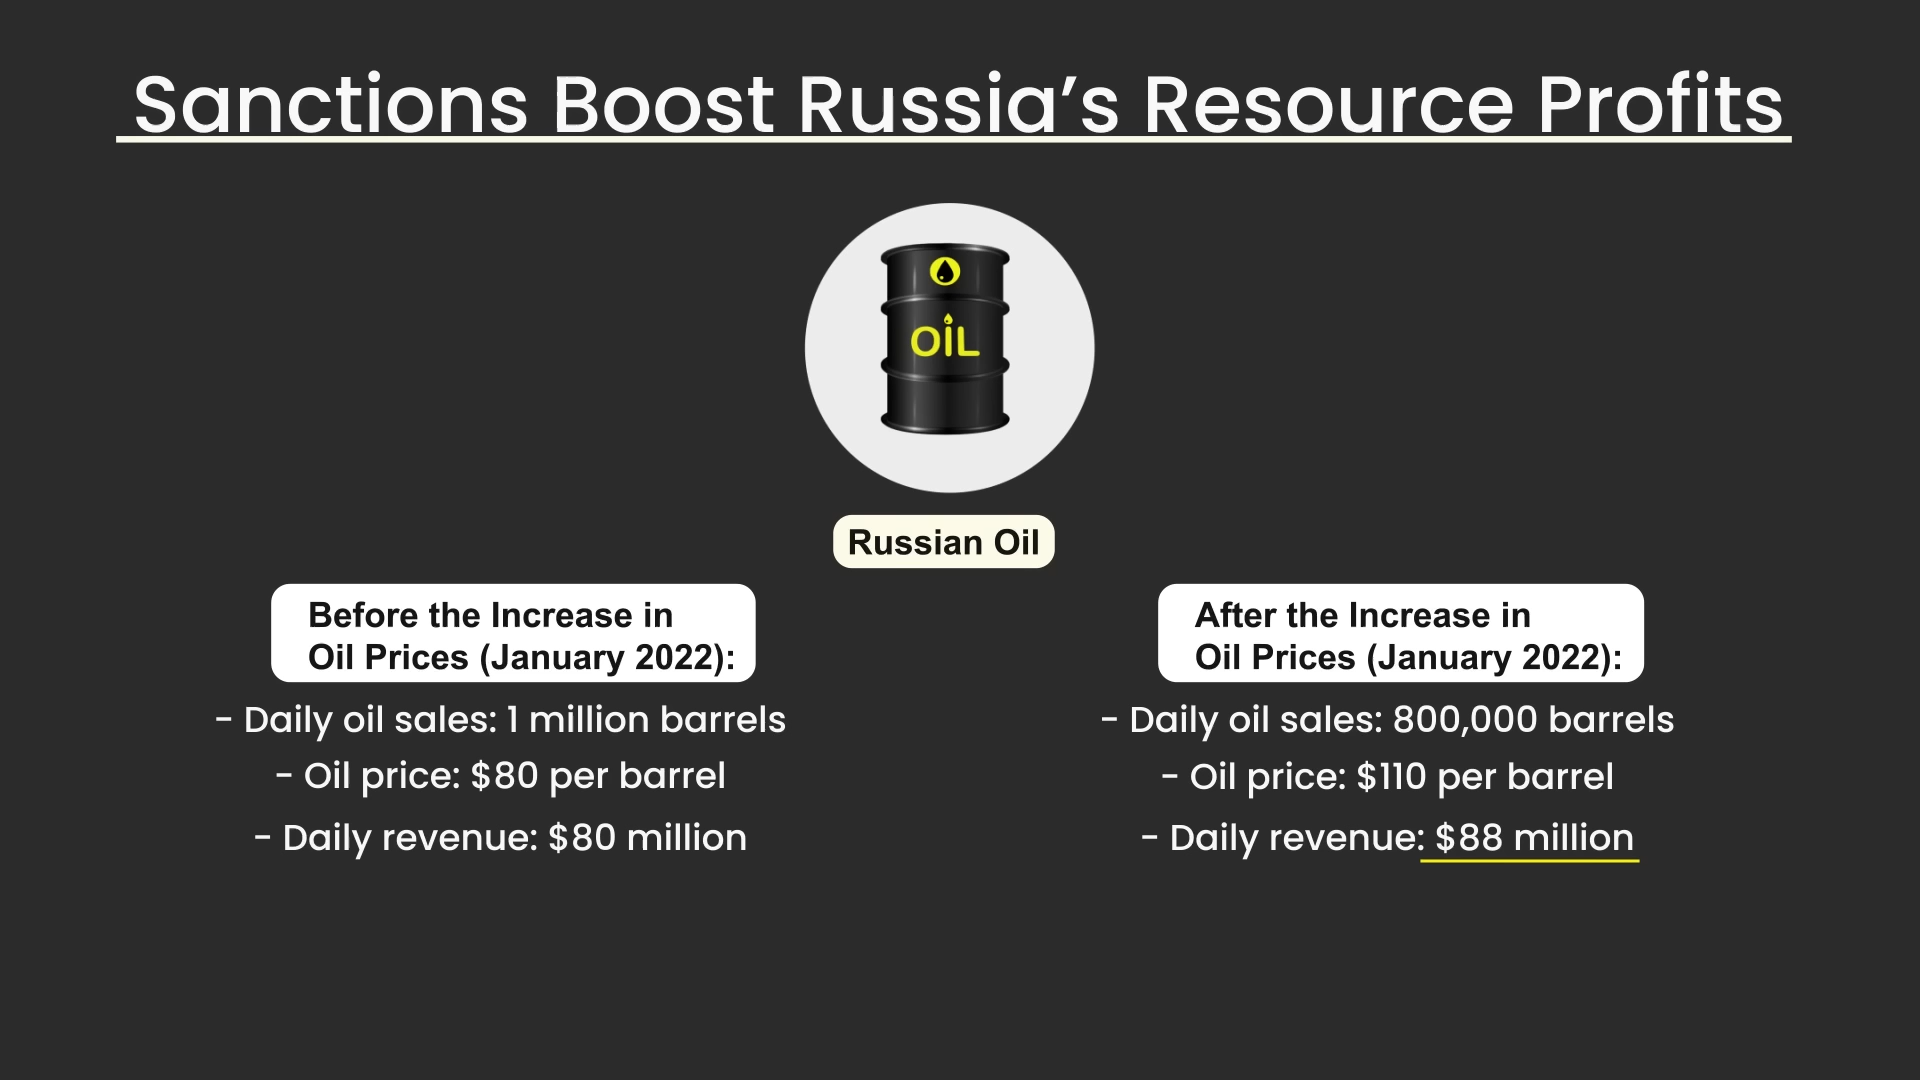 Sanctions Boost Russia’s Resource Profits
OiL
Russian Oil
Before the Increase in
Oil Prices (January 2022):
- Daily oil sales: 1 million barrels
- Oil price: $80 per barrel
- Daily revenue: $80 million
After the Increase in
Oil Prices (January 2022):
- Daily oil sales: 800,000 barrels
- Oil price: $110 per barrel
- Daily revenue: $88 million